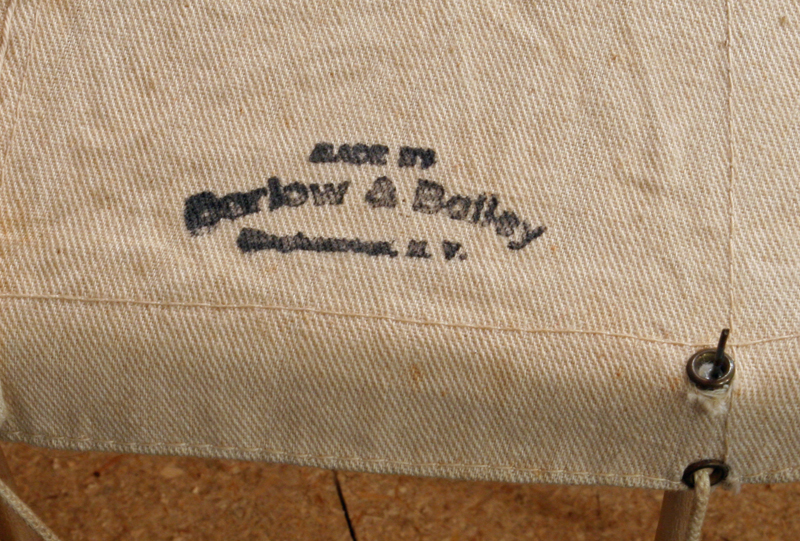 MADE BY
Barlow & Bailey
Binghamton, N. Y.